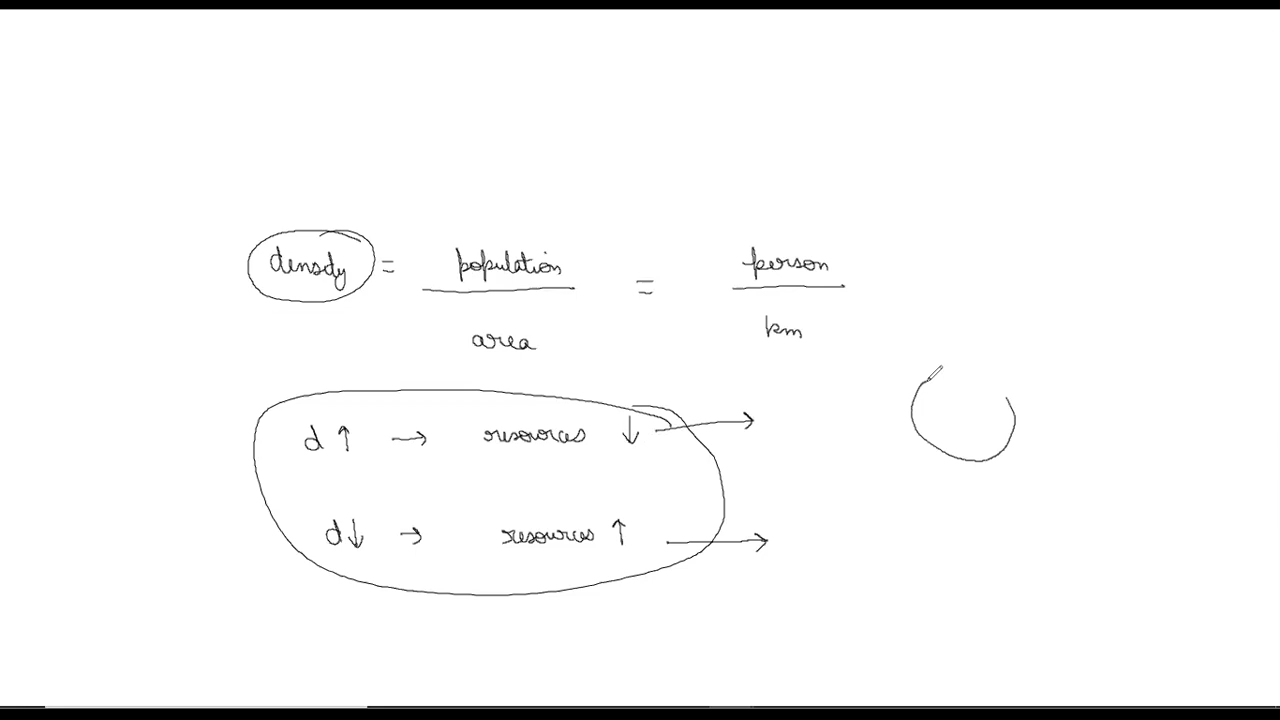 density = population / area = person / km
d ↑ → resources ↓ →
d ↓ → resources ↑ →